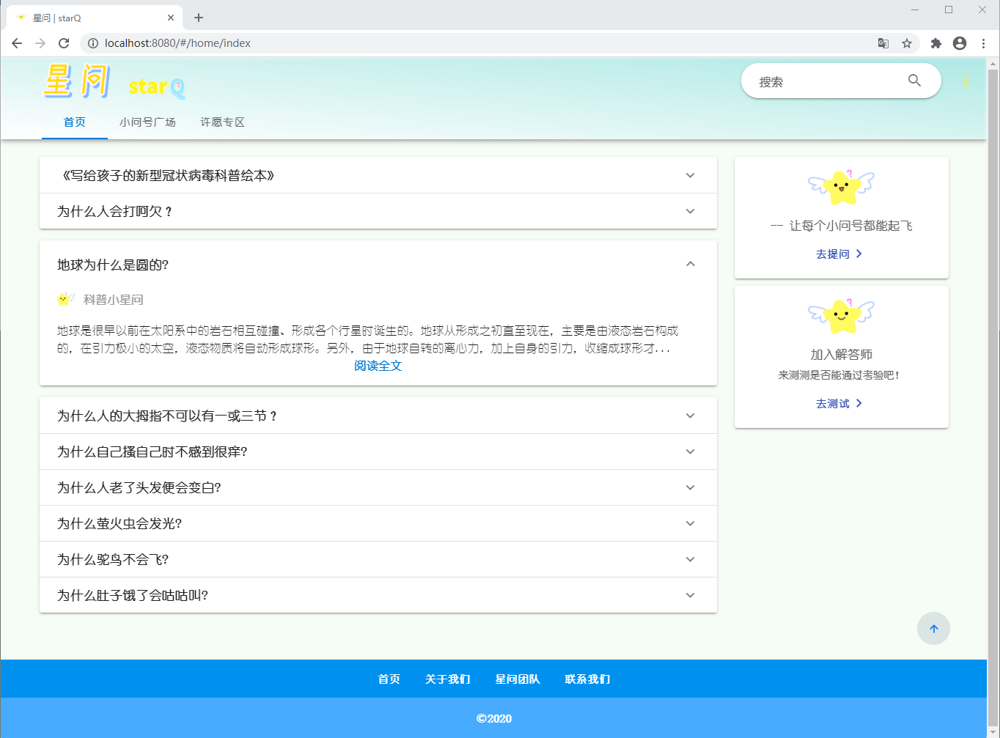 星问 | starQ
localhost:8080/#/home/index
星问 starQ
搜索
首页 小问号广场 许愿专区
《写给孩子的新型冠状病毒科普绘本》
为什么人会打呵欠？
地球为什么是圆的?
科普小星问
地球是很早以前在太阳系中的岩石相互碰撞、形成各个行星时诞生的。地球从形成之初直至现在，主要是由液态岩石构成
的，在引力极小的太空，液态物质将自动形成球形。另外，由于地球自转的离心力，加上自身的引力，收缩成球形才...
阅读全文
为什么人的大拇指不可以有一或三节？
为什么自己搔自己时不感到很痒?
为什么人老了头发便会变白?
为什么萤火虫会发光?
为什么鸵鸟不会飞?
为什么肚子饿了会咕咕叫?
-- 让每个小问号都能起飞
去提问
加入解答师
来测测是否能通过考验吧!
去测试
首页 关于我们 星问团队 联系我们
©2020